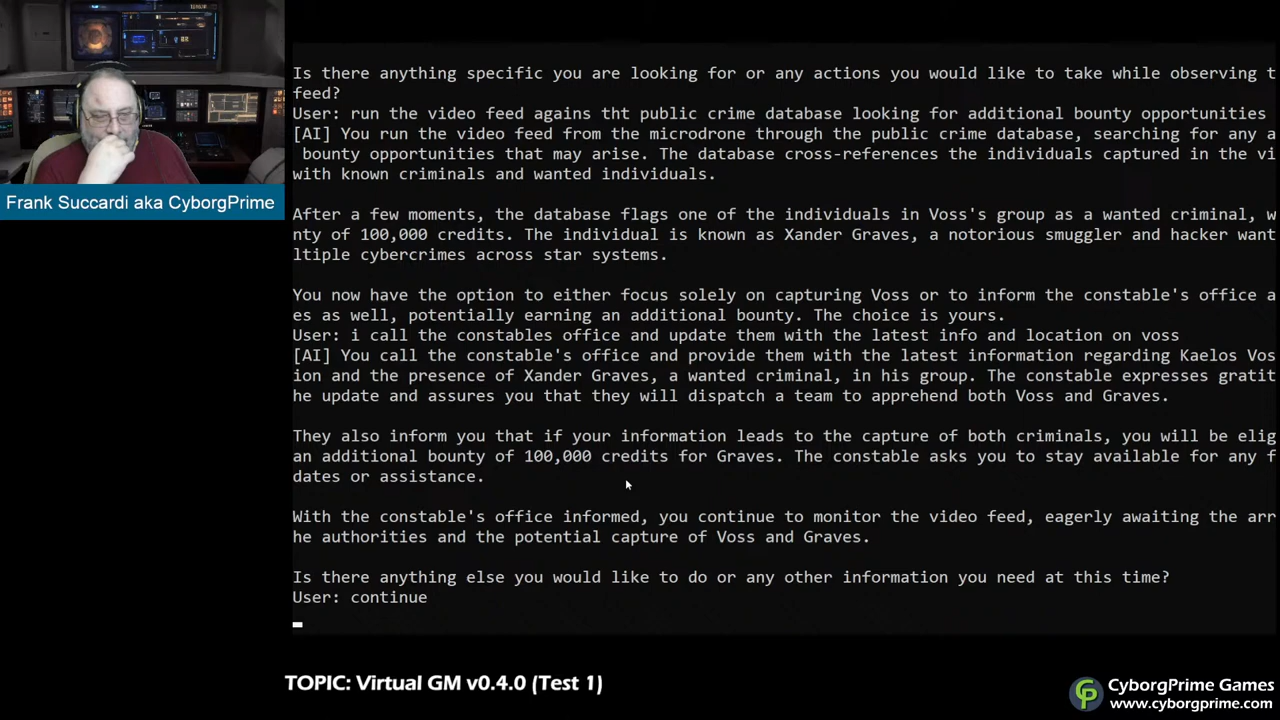 Is there anything specific you are looking for or any actions you would like to take while observing t
feed?
User: run the video feed agains tht public crime database looking for additional bounty opportunities
[AI] You run the video feed from the microdrone through the public crime database, searching for any a
bounty opportunities that may arise. The database cross-references the individuals captured in the vi
with known criminals and wanted individuals.
After a few moments, the database flags one of the individuals in Voss's group as a wanted criminal, w
nty of 100,000 credits. The individual is known as Xander Graves, a notorious smuggler and hacker want
ltiple cybercrimes across star systems.
You now have the option to either focus solely on capturing Voss or to inform the constable's office a
es as well, potentially earning an additional bounty. The choice is yours.
User: i call the constables office and update them with the latest info and location on voss
[AI] You call the constable's office and provide them with the latest information regarding Kaelos Vos
ion and the presence of Xander Graves, a wanted criminal, in his group. The constable expresses gratit
he update and assures you that they will dispatch a team to apprehend both Voss and Graves.
They also inform you that if your information leads to the capture of both criminals, you will be elig
an additional bounty of 100,000 credits for Graves. The constable asks you to stay available for any f
dates or assistance.
With the constable's office informed, you continue to monitor the video feed, eagerly awaiting the arr
he authorities and the potential capture of Voss and Graves.
Is there anything else you would like to do or any other information you need at this time?
User: continue
Frank Succardi aka CyborgPrime
TOPIC: Virtual GM v0.4.0 (Test 1)
CyborgPrime Games
www.cyborgprime.com